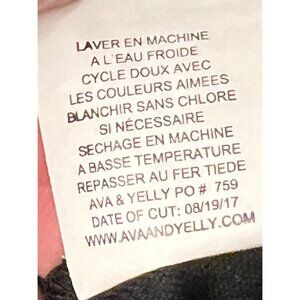 LAVER EN MACHINE
A L'EAU FROIDE
CYCLE DOUX AVEC
LES COULEURS AIMEES
BLANCHIR SANS CHLORE
SI NÉCESSAIRE
SECHAGE EN MACHINE
A BASSE TEMPERATURE
REPASSER AU FER TIEDE
AVA & YELLY PO # 759
DATE OF CUT: 08/19/17
WWW.AVAANDYELLY.COM